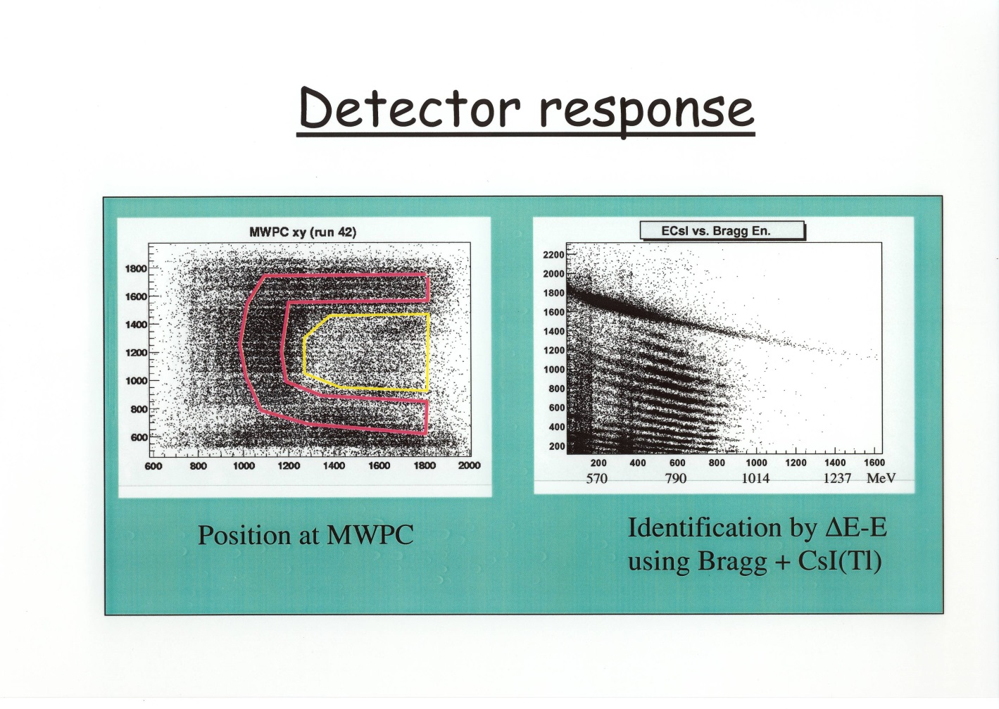 Detector response
MWPC xy (run 42)
1800
1600
1400
1200
1000
800
600
600 800 1000 1200 1400 1600 1800 2000
Position at MWPC
ECsI vs. Bragg En.
2200
2000
1800
1600
1400
1200
1000
800
600
400
200
200 400 600 800 1000 1200 1400 1600
570 790 1014 1237 MeV
Identification by ΔE-E
using Bragg + CsI(Tl)